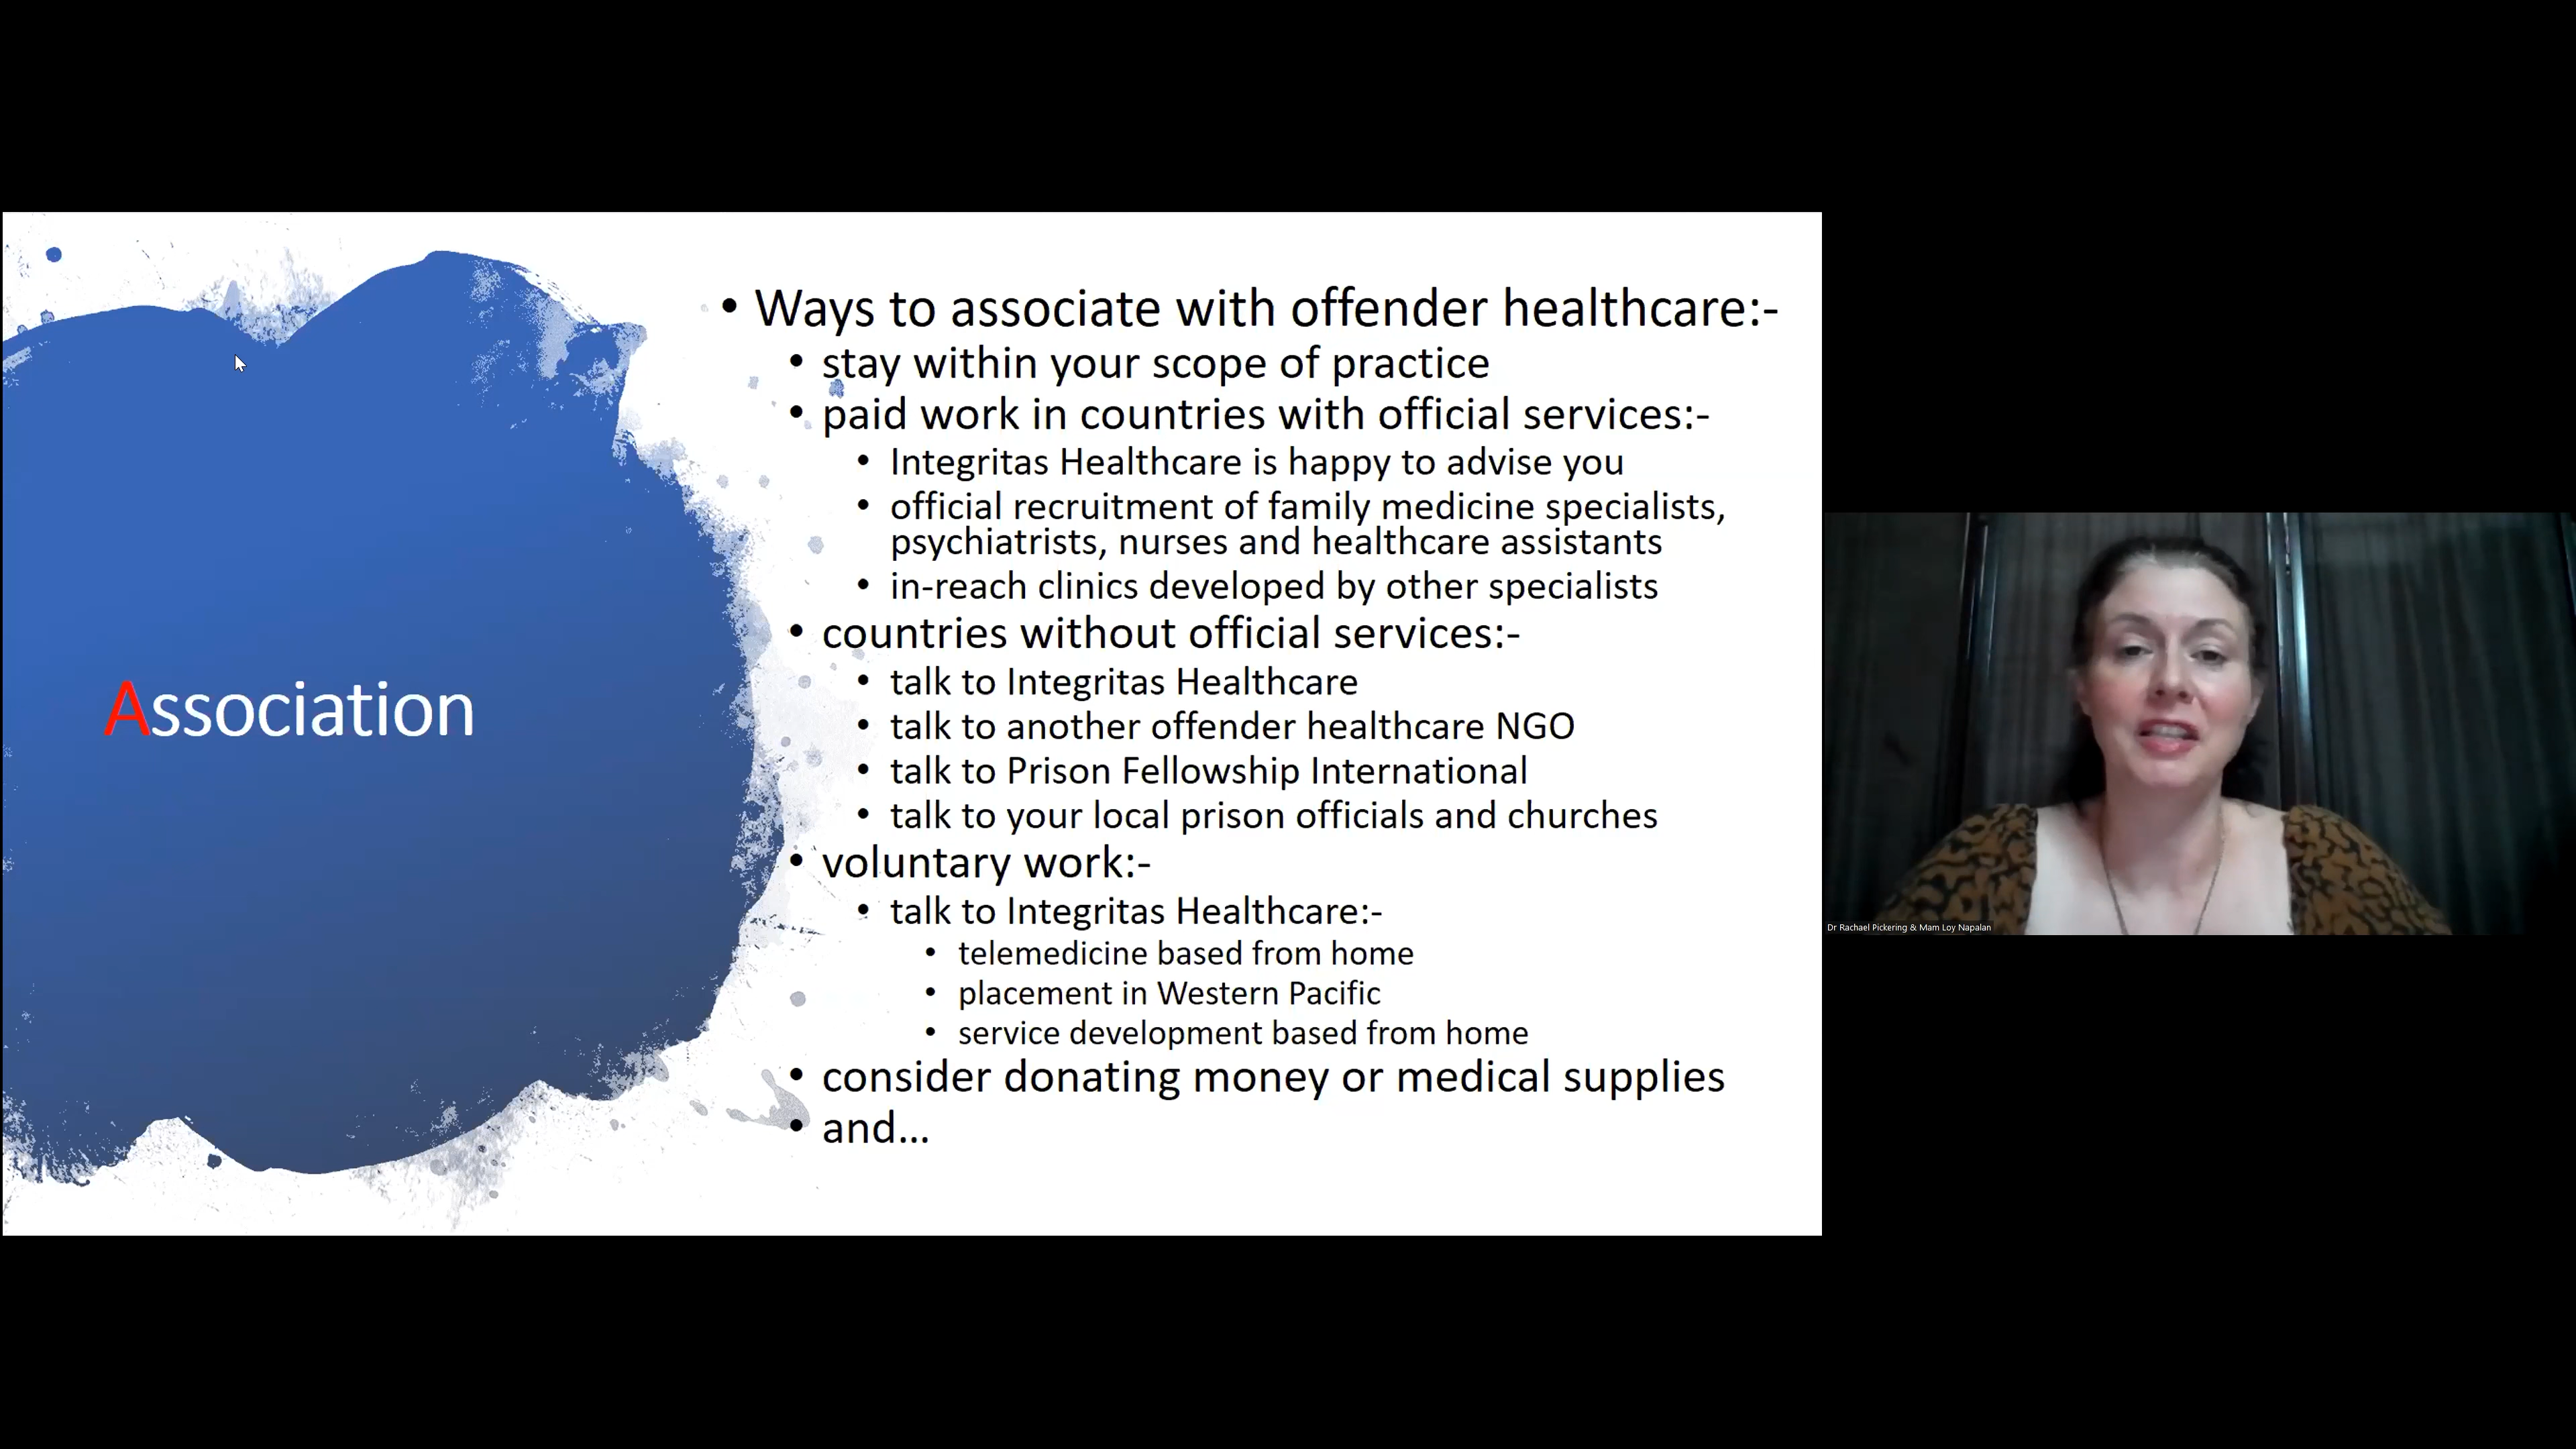 Association
• Ways to associate with offender healthcare:-
• stay within your scope of practice
• paid work in countries with official services:-
• Integritas Healthcare is happy to advise you
• official recruitment of family medicine specialists,
psychiatrists, nurses and healthcare assistants
• in-reach clinics developed by other specialists
• countries without official services:-
• talk to Integritas Healthcare
• talk to another offender healthcare NGO
• talk to Prison Fellowship International
• talk to your local prison officials and churches
• voluntary work:-
• talk to Integritas Healthcare:-
• telemedicine based from home
• placement in Western Pacific
• service development based from home
• consider donating money or medical supplies
• and...
Dr Rachael Pickering & Mam Loy Napalan